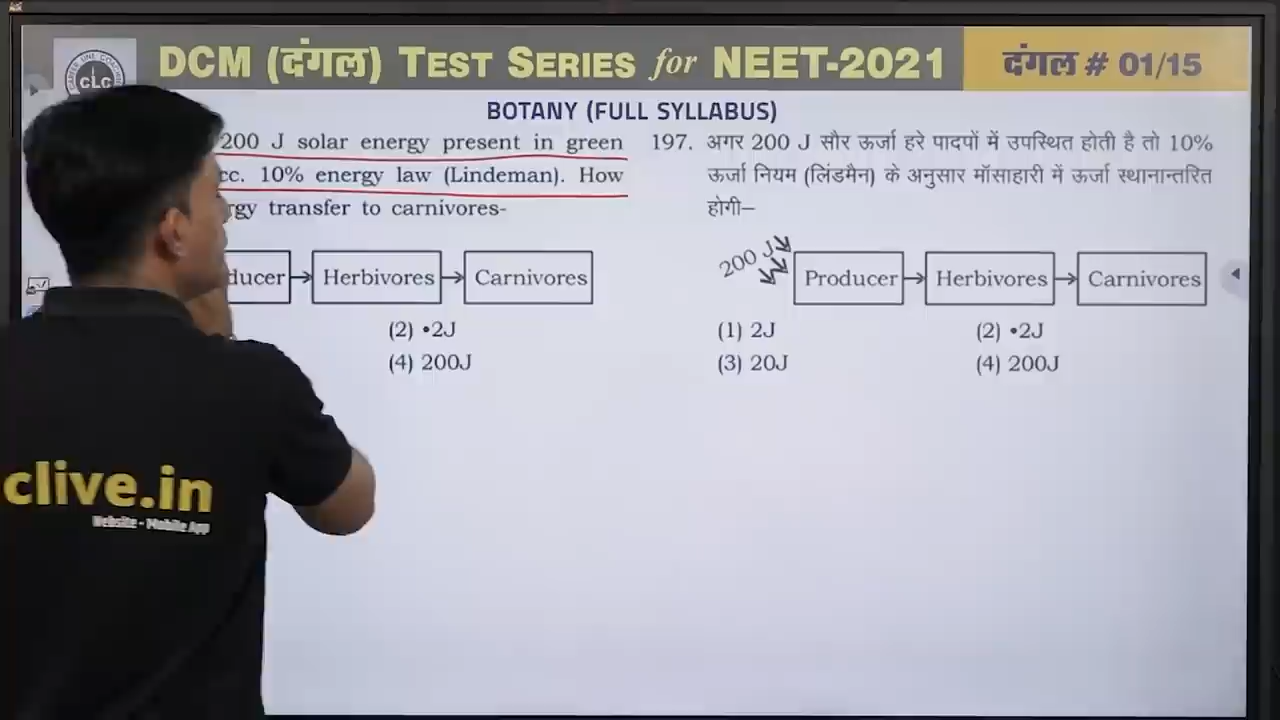 DCM (दंगल) TEST SERIES for NEET-2021
दंगल # 01/15
CLC
BOTANY (FULL SYLLABUS)
200 J solar energy present in green
10% energy law (Lindeman). How
transfer to carnivores-
Herbivores
Carnivores
(2) •2J
(4) 200J
197. अगर 200 J सौर ऊर्जा हरे पादपों में उपस्थित होती है तो 10%
ऊर्जा नियम (लिंडमैन) के अनुसार मॉसाहारी में ऊर्जा स्थानान्तरित
होगी–
200 J
Producer
Herbivores
Carnivores
(1) 2J
(2) •2J
(3) 20J
(4) 200J
clive.in
Website - Mobile App